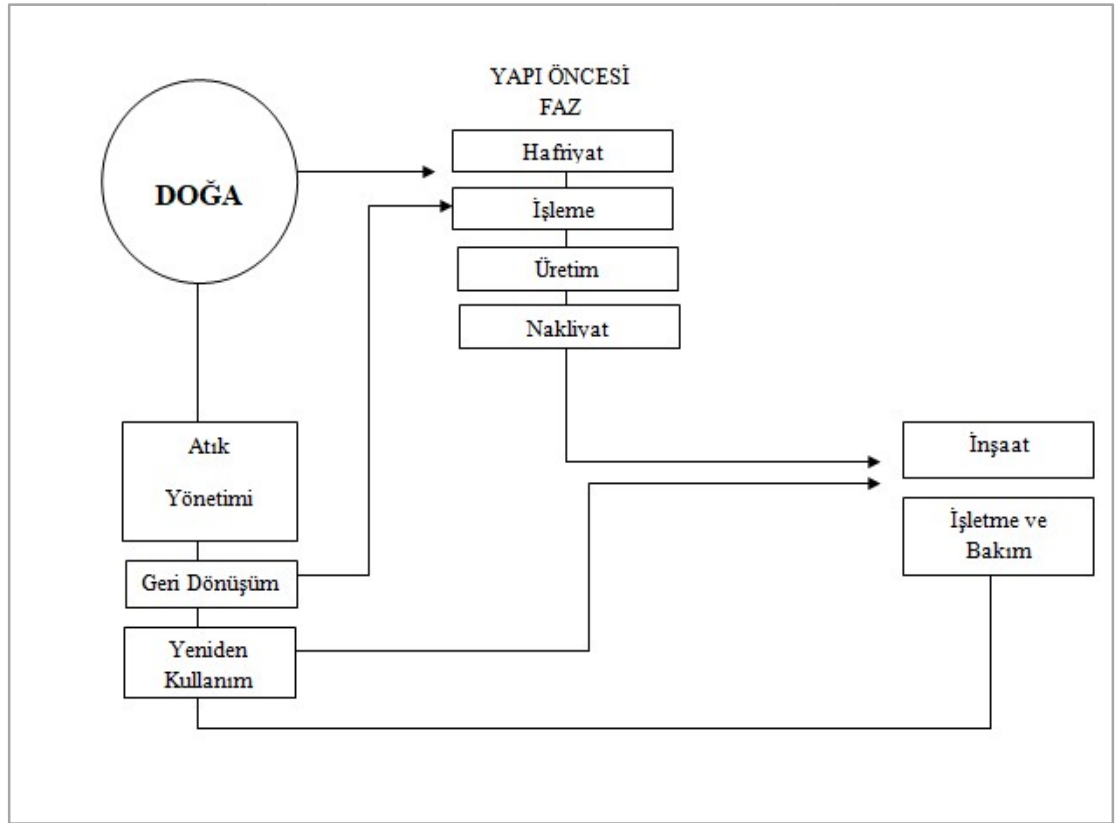 YAPI ÖNCESİ
FAZ
DOĞA
Hafriyat
İşleme
Üretim
Nakliyat
Atık
Yönetimi
Geri Dönüşüm
Yeniden
Kullanım
İnşaat
İşletme ve
Bakım